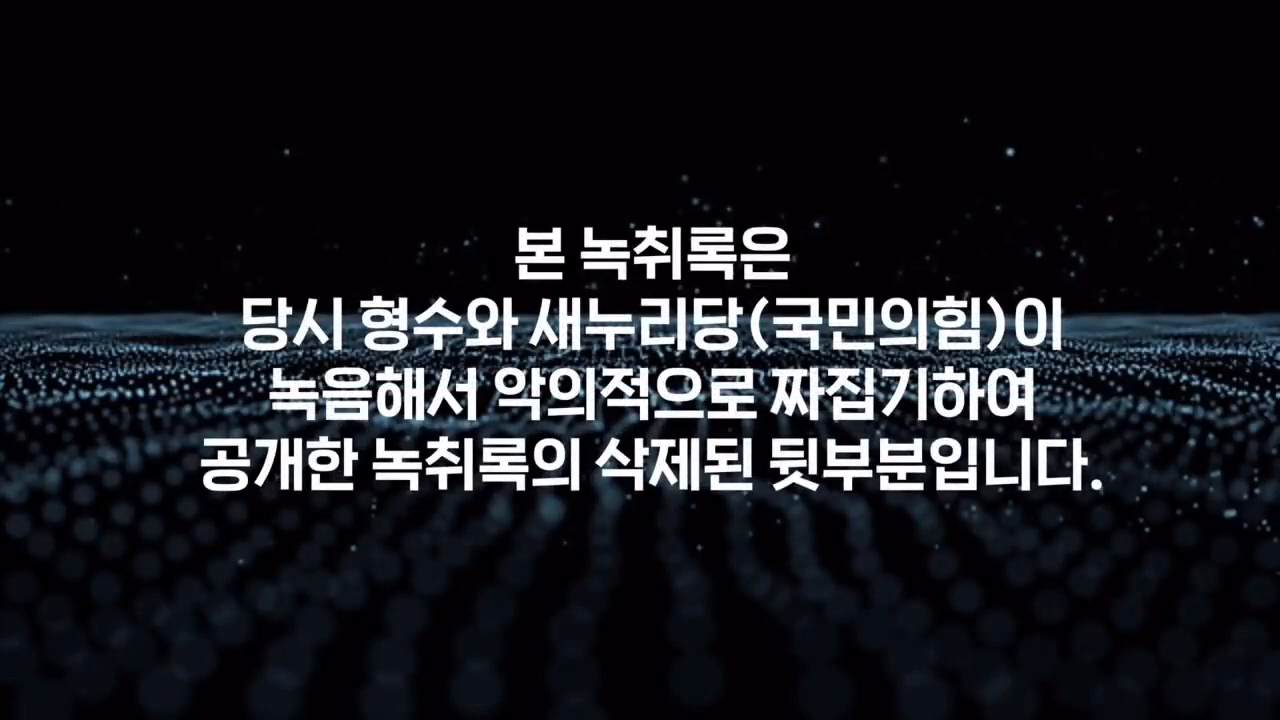 본 녹취록은
당시 형수와 새누리당(국민의힘)이
녹음해서 악의적으로 짜집기하여
공개한 녹취록의 삭제된 뒷부분입니다.